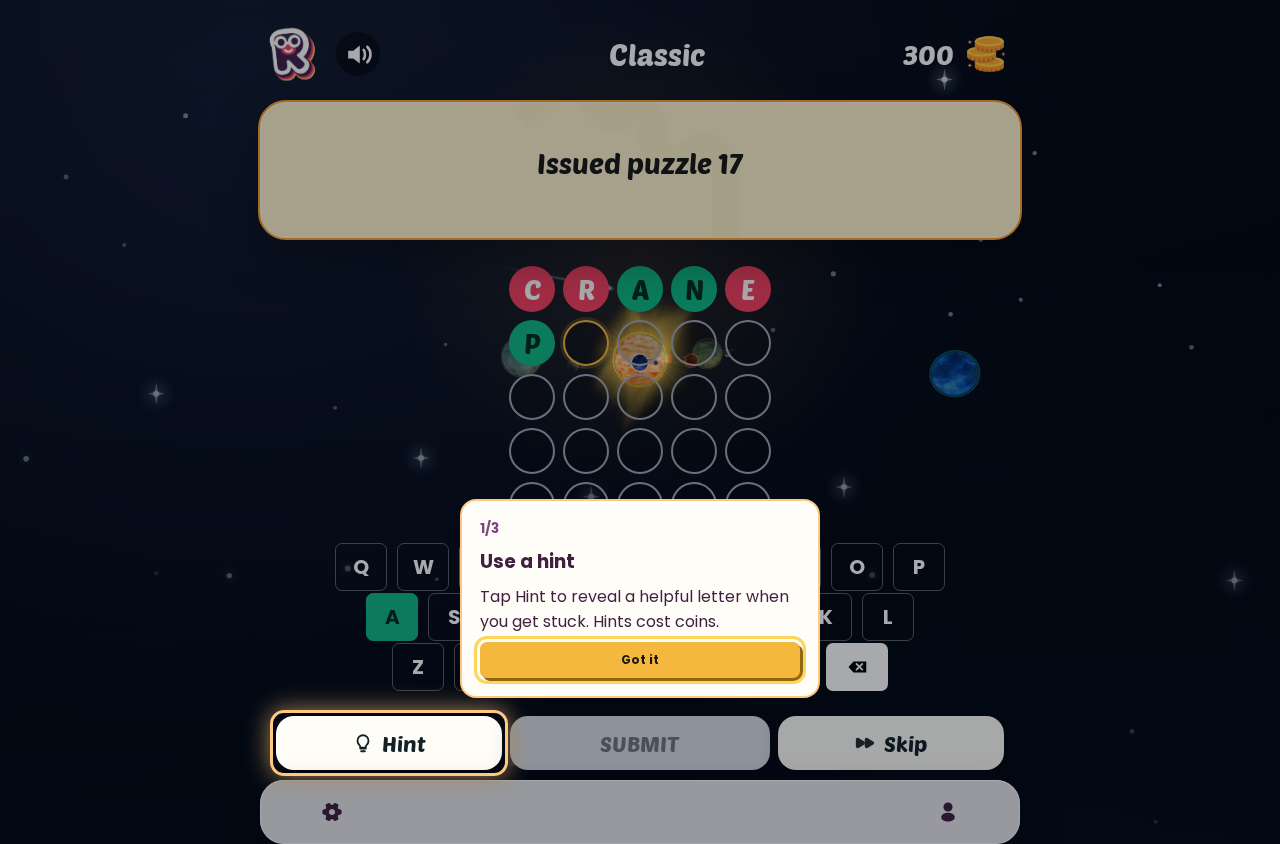 R
Classic
300
Issued puzzle 17
C R A N E
P
1/3
Use a hint
Tap Hint to reveal a helpful letter when
you get stuck. Hints cost coins.
Got it
Q W O P
A S K L
Z
Hint
SUBMIT
Skip